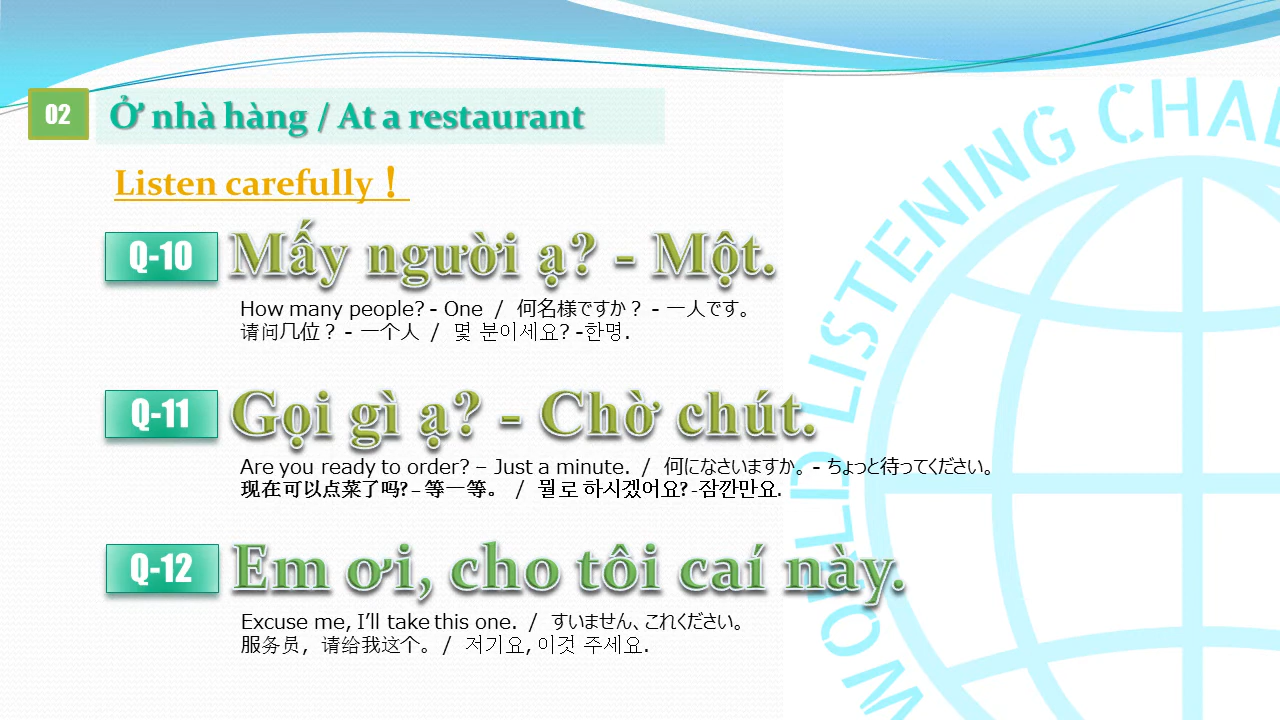 02
Ở nhà hàng / At a restaurant
Listen carefully！
Q-10
Mấy người ạ? - Một.
How many people? - One / 何名様ですか？ - 一人です。
请问几位？ - 一个人 / 몇 분이세요? -한명.
Q-11
Gọi gì ạ? - Chờ chút.
Are you ready to order? – Just a minute. / 何になさいますか。 - ちょっと待ってください。
现在可以点菜了吗? – 等一等。 / 뭘로 하시겠어요? -잠깐만요.
Q-12
Em ơi, cho tôi caí này.
Excuse me, I’ll take this one. / すいません、これください。
服务员，请给我这个。 / 저기요, 이것 주세요.
WORLD LISTENING CHAL